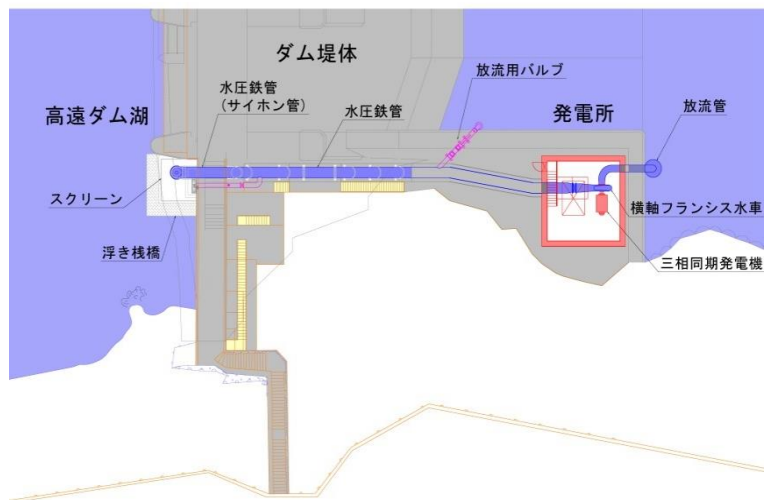 ダム堤体
放流用バルブ
水圧鉄管
(サイホン管)
水圧鉄管
発電所
放流管
高遠ダム湖
スクリーン
横軸フランシス水車
浮き桟橋
三相同期発電機